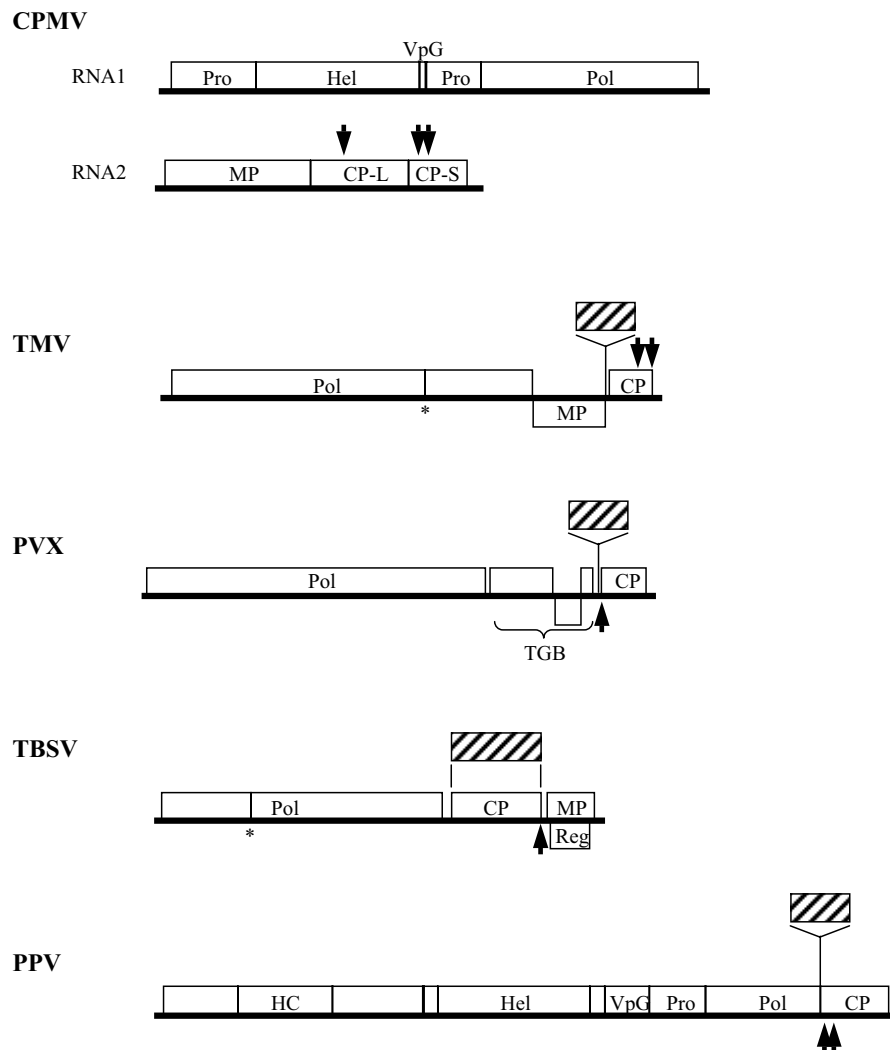 CPMV
VpG
RNA1 Pro Hel Pro Pol
RNA2 MP CP-L CP-S
TMV
Pol CP
* MP
PVX
Pol CP
TGB
TBSV
Pol CP MP
* Reg
PPV
HC Hel VpG Pro Pol CP